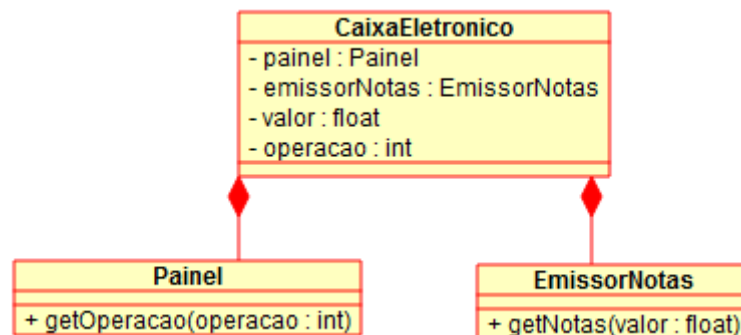 CaixaEletronico
- painel : Painel
- emissorNotas : EmissorNotas
- valor : float
- operacao : int
Painel
+ getOperacao(operacao : int)
EmissorNotas
+ getNotas(valor : float)